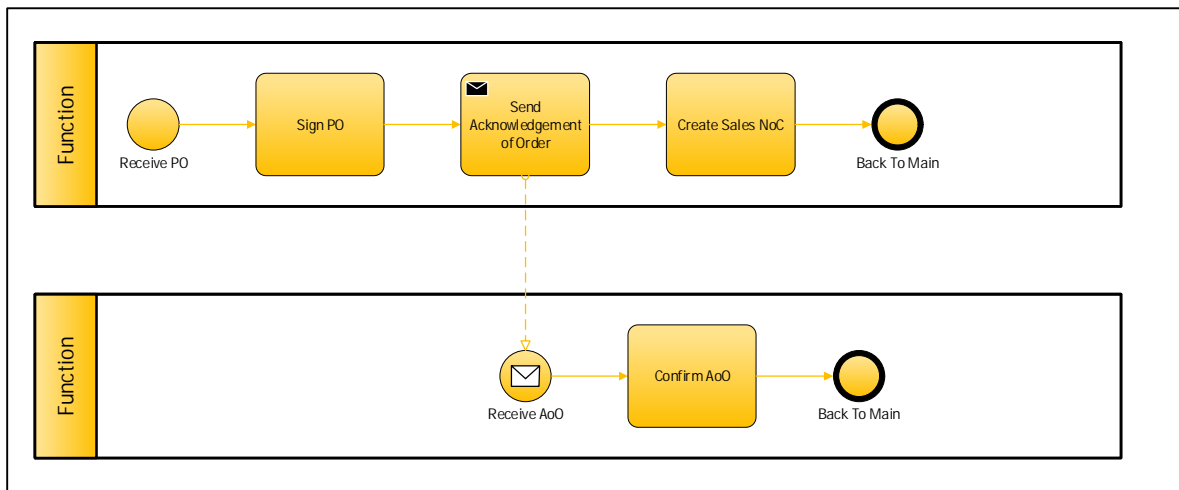 Function
Receive PO
Sign PO
Send
Acknowledgement
of Order
Create Sales NoC
Back To Main
Function
Receive AoO
Confirm AoO
Back To Main